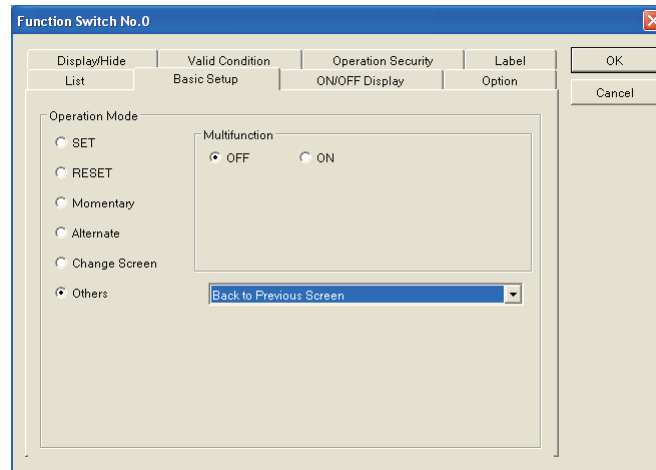 Function Switch No.0
Display/Hide Valid Condition Operation Security Label
List Basic Setup ON/OFF Display Option
OK
Cancel
Operation Mode
SET
RESET
Momentary
Alternate
Change Screen
Others
Multifunction
OFF ON
Back to Previous Screen